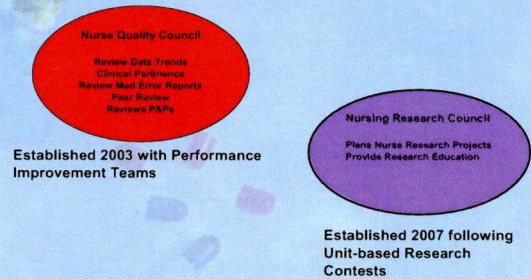 Nurse Quality Council
Review Data Trends
Clinical Pertinence
Review Med Error Reports
Peer Review
Reviews P&Ps
Established 2003 with Performance
Improvement Teams
Nursing Research Council
Plans Nurse Research Projects
Provide Research Education
Established 2007 following
Unit-based Research
Contests